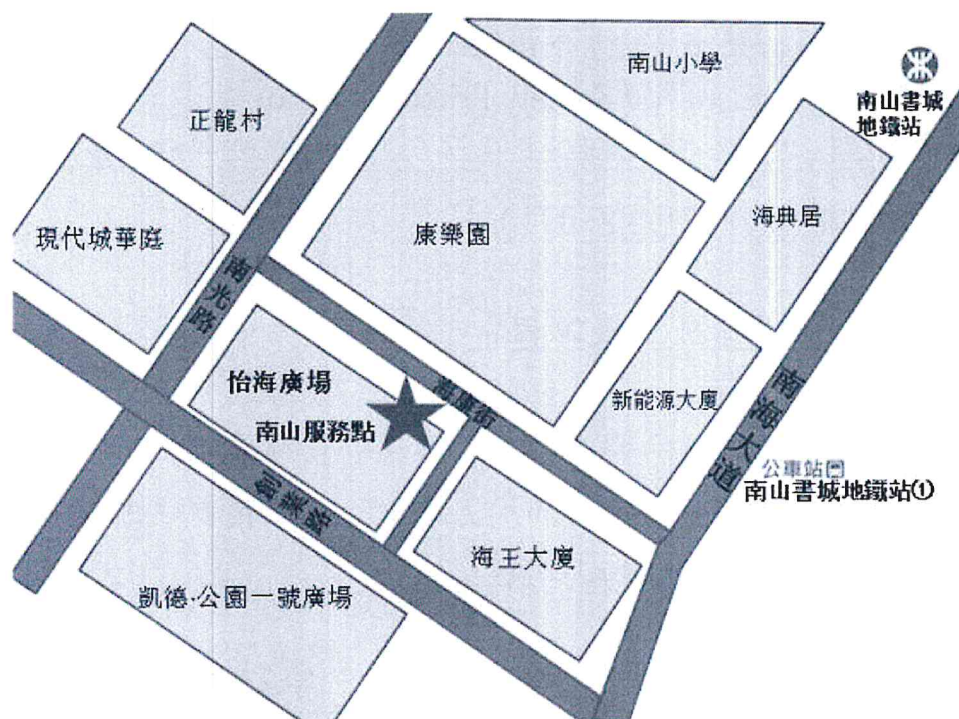 南山小學
南山書城
地鐵站
正龍村
海典居
現代城華庭
康樂園
南光路
怡海廣場
南山服務點
新能源大廈
南海大道
公車站
南山書城地鐵站①
海王大廈
凱德·公園一號廣場